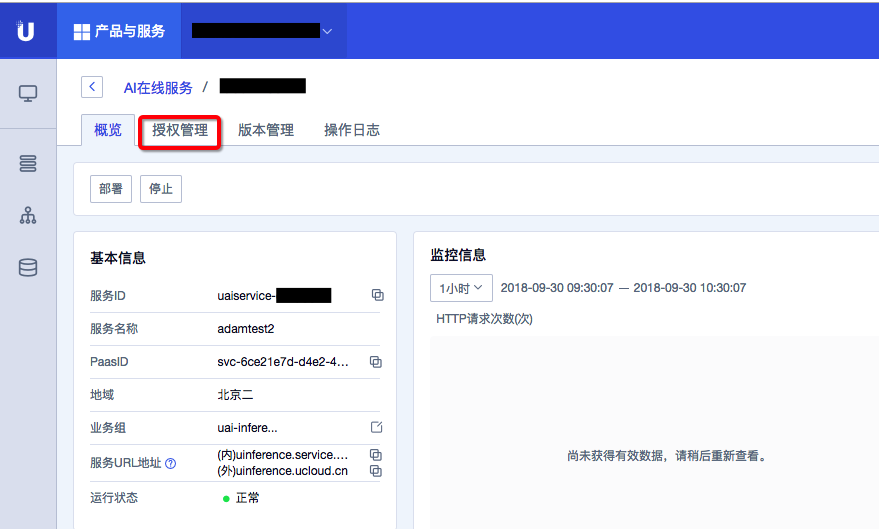 U 产品与服务
AI在线服务 /
概览 授权管理 版本管理 操作日志
部署 停止
基本信息
服务ID uaiservice-
服务名称 adamtest2
PaasID svc-6ce21e7d-d4e2-4...
地域 北京二
业务组 uai-infere...
服务URL地址 ? (内)uinference.service....
(外)uinference.ucloud.cn
运行状态 正常
监控信息
1小时 2018-09-30 09:30:07 — 2018-09-30 10:30:07
HTTP请求次数(次)
尚未获得有效数据，请稍后重新查看。